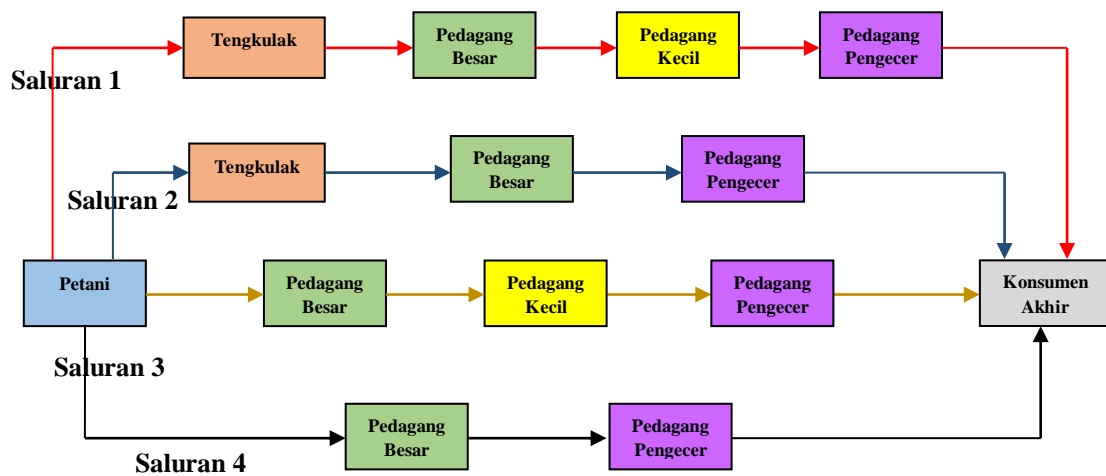 Tengkulak
Pedagang
Besar
Pedagang
Kecil
Pedagang
Pengecer
Saluran 1
Tengkulak
Pedagang
Besar
Pedagang
Pengecer
Saluran 2
Petani
Pedagang
Besar
Pedagang
Kecil
Pedagang
Pengecer
Konsumen
Akhir
Saluran 3
Pedagang
Besar
Pedagang
Pengecer
Saluran 4